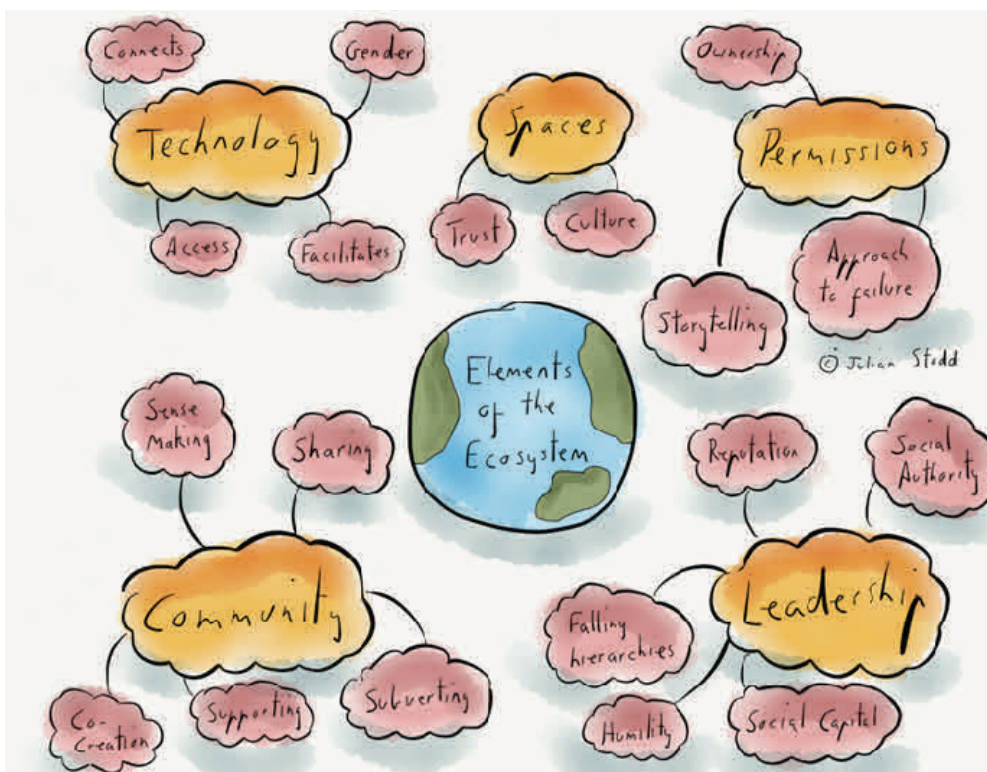 Connects
Gender
Technology
Access
Facilitates
Spaces
Trust
Culture
Ownership
Permissions
Storytelling
Approach
to failure
© Julian Stodd
Elements
of the
Ecosystem
Sense
Making
Sharing
Community
Co-
Creation
Supporting
Subverting
Reputation
Social
Authority
Leadership
Falling
hierarchies
Humility
Social Capital